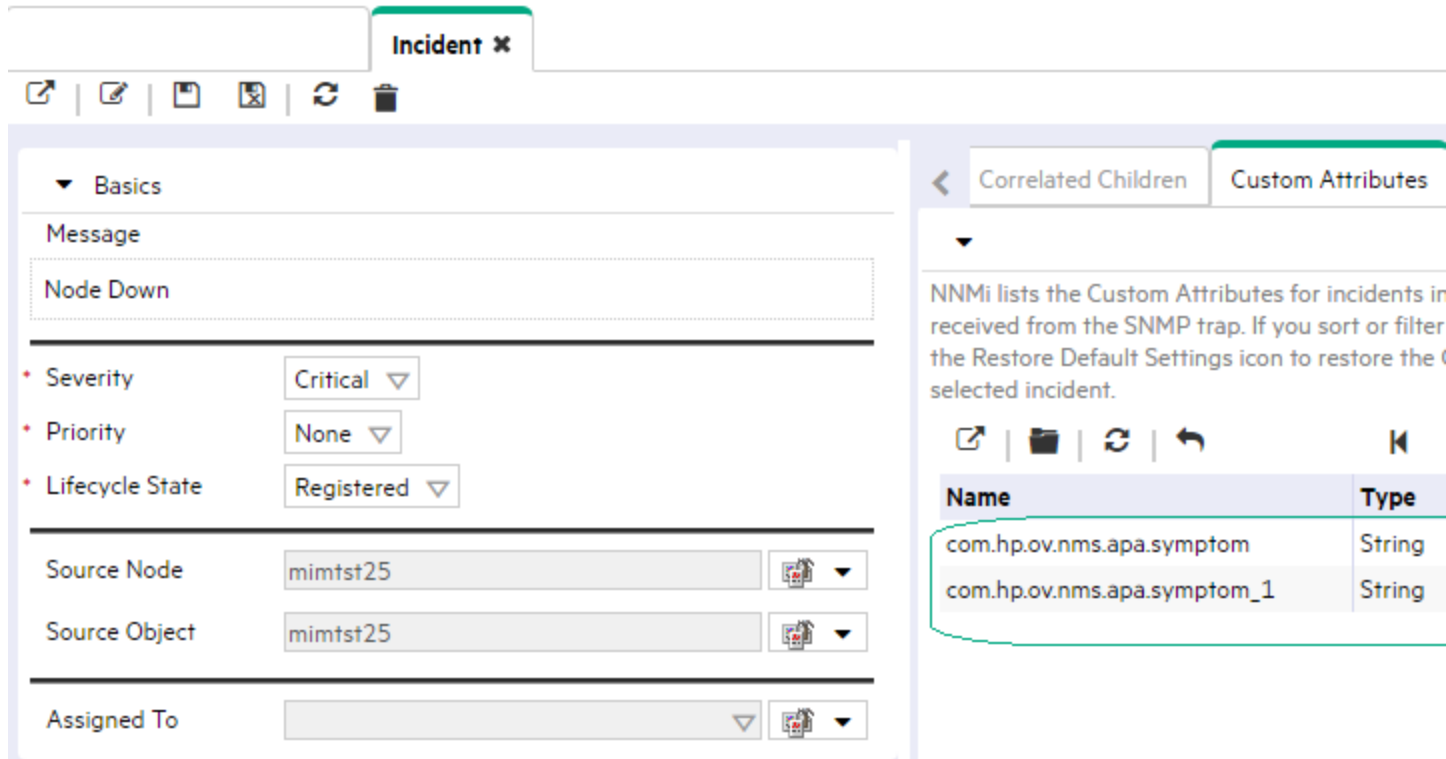 Incident ✖
Basics
Message
Node Down
* Severity Critical
* Priority None
* Lifecycle State Registered
Source Node mimtst25
Source Object mimtst25
Assigned To
Correlated Children Custom Attributes
NNMi lists the Custom Attributes for incidents in
received from the SNMP trap. If you sort or filter
the Restore Default Settings icon to restore the
selected incident.
Name Type
com.hp.ov.nms.apa.symptom String
com.hp.ov.nms.apa.symptom_1 String